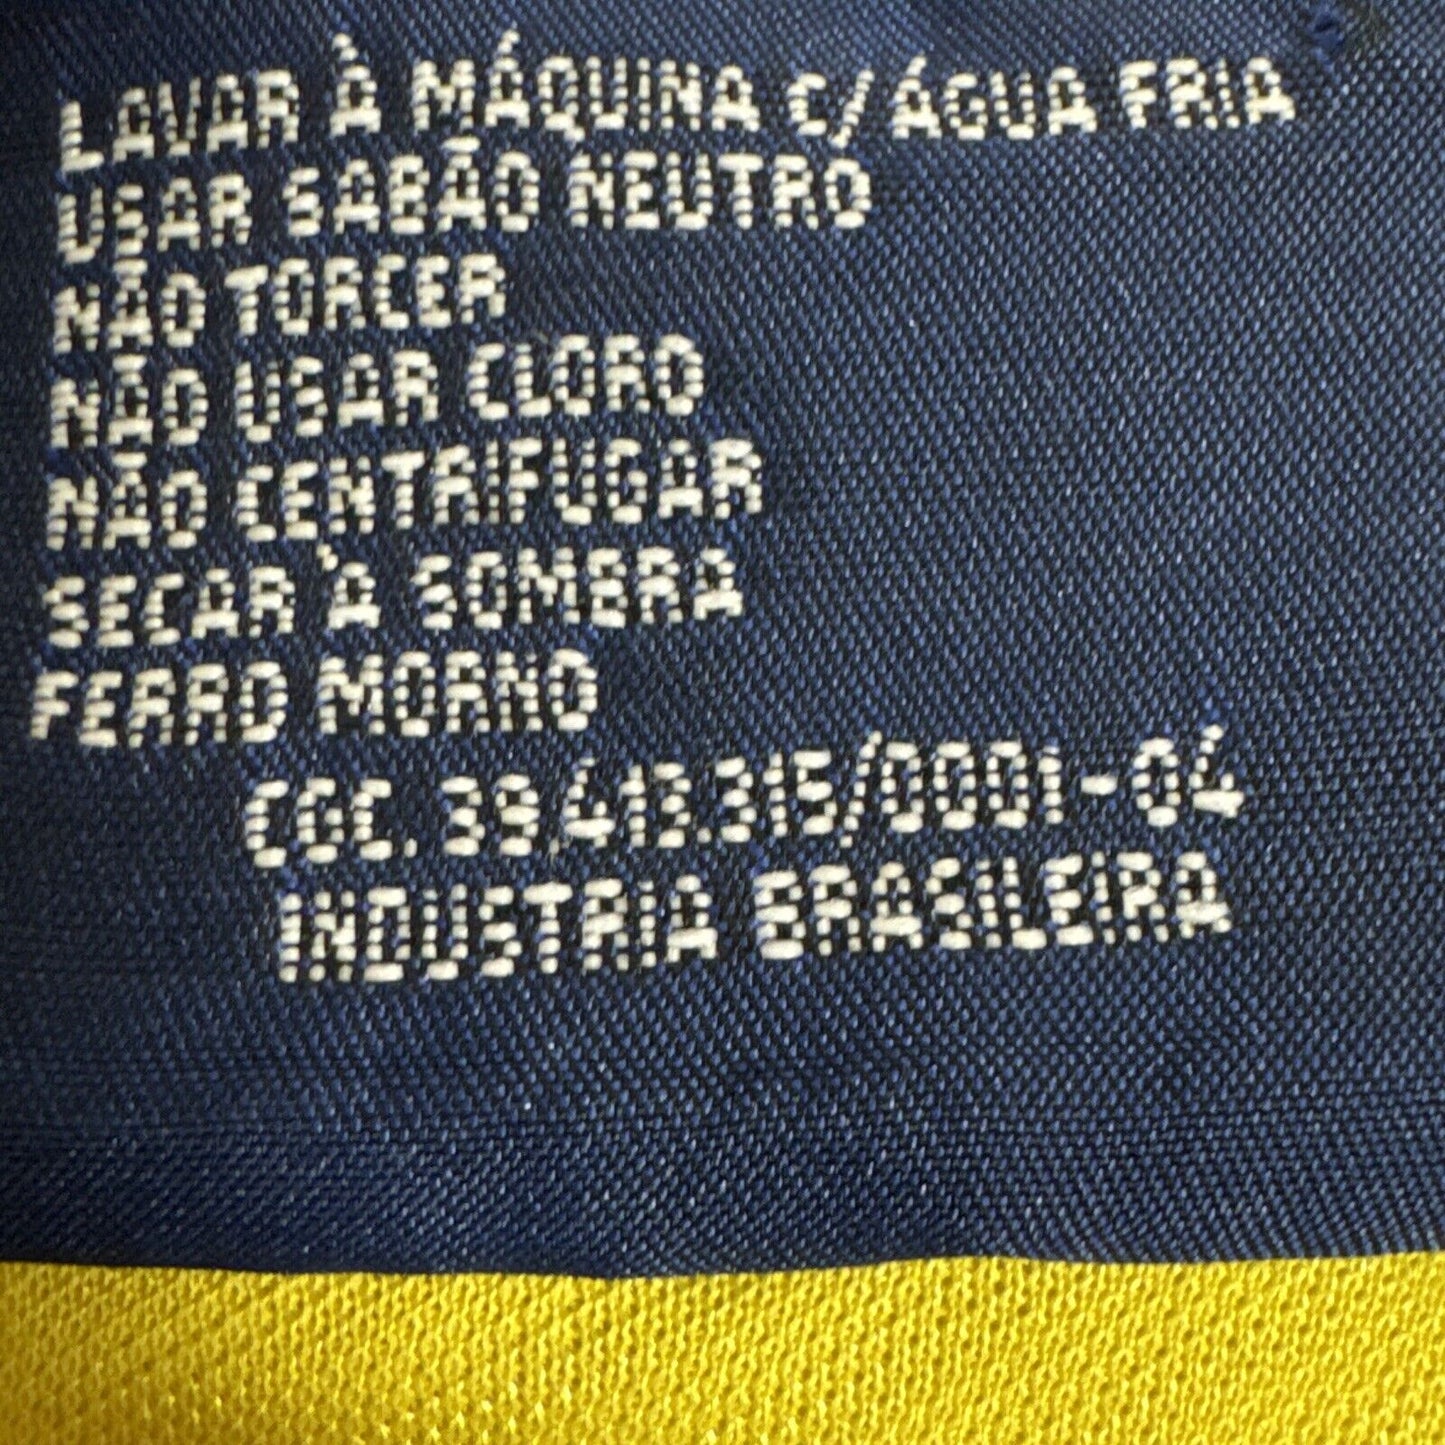 LAVAR À MÁQUINA C/ÁGUA FRIA
USAR SABÃO NEUTRO
NÃO TORCER
NÃO USAR CLORO
NÃO CENTRIFUGAR
SECAR À SOMBRA
FERRO MORNO
CGC. 39.413.315/0001-04
INDUSTRIA BRASILEIRA